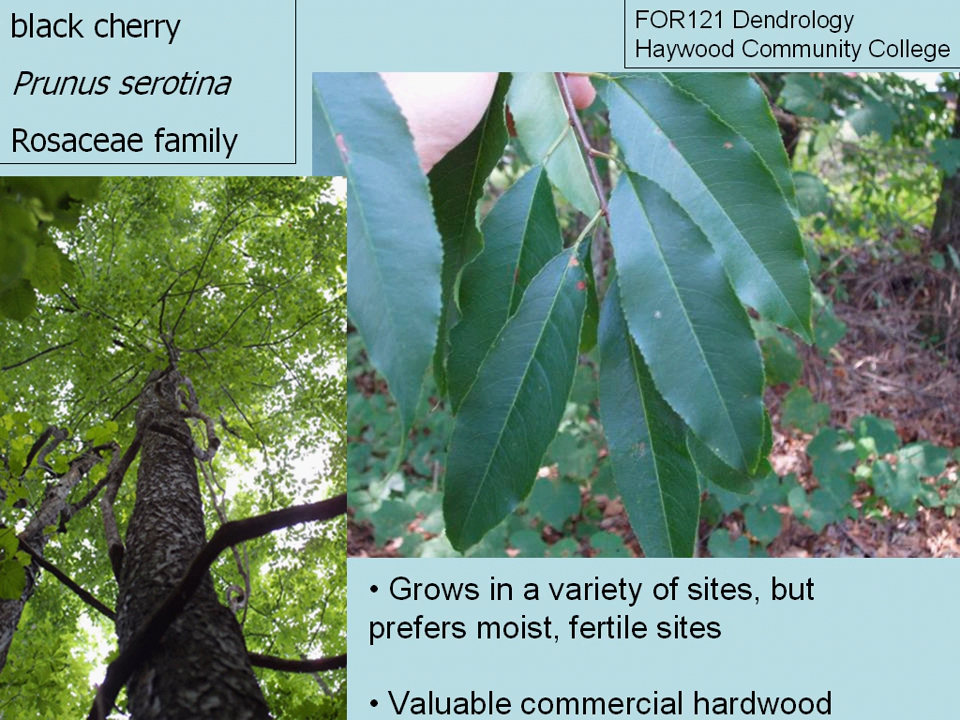 black cherry
Prunus serotina
Rosaceae family
FOR121 Dendrology
Haywood Community College
• Grows in a variety of sites, but
prefers moist, fertile sites
• Valuable commercial hardwood